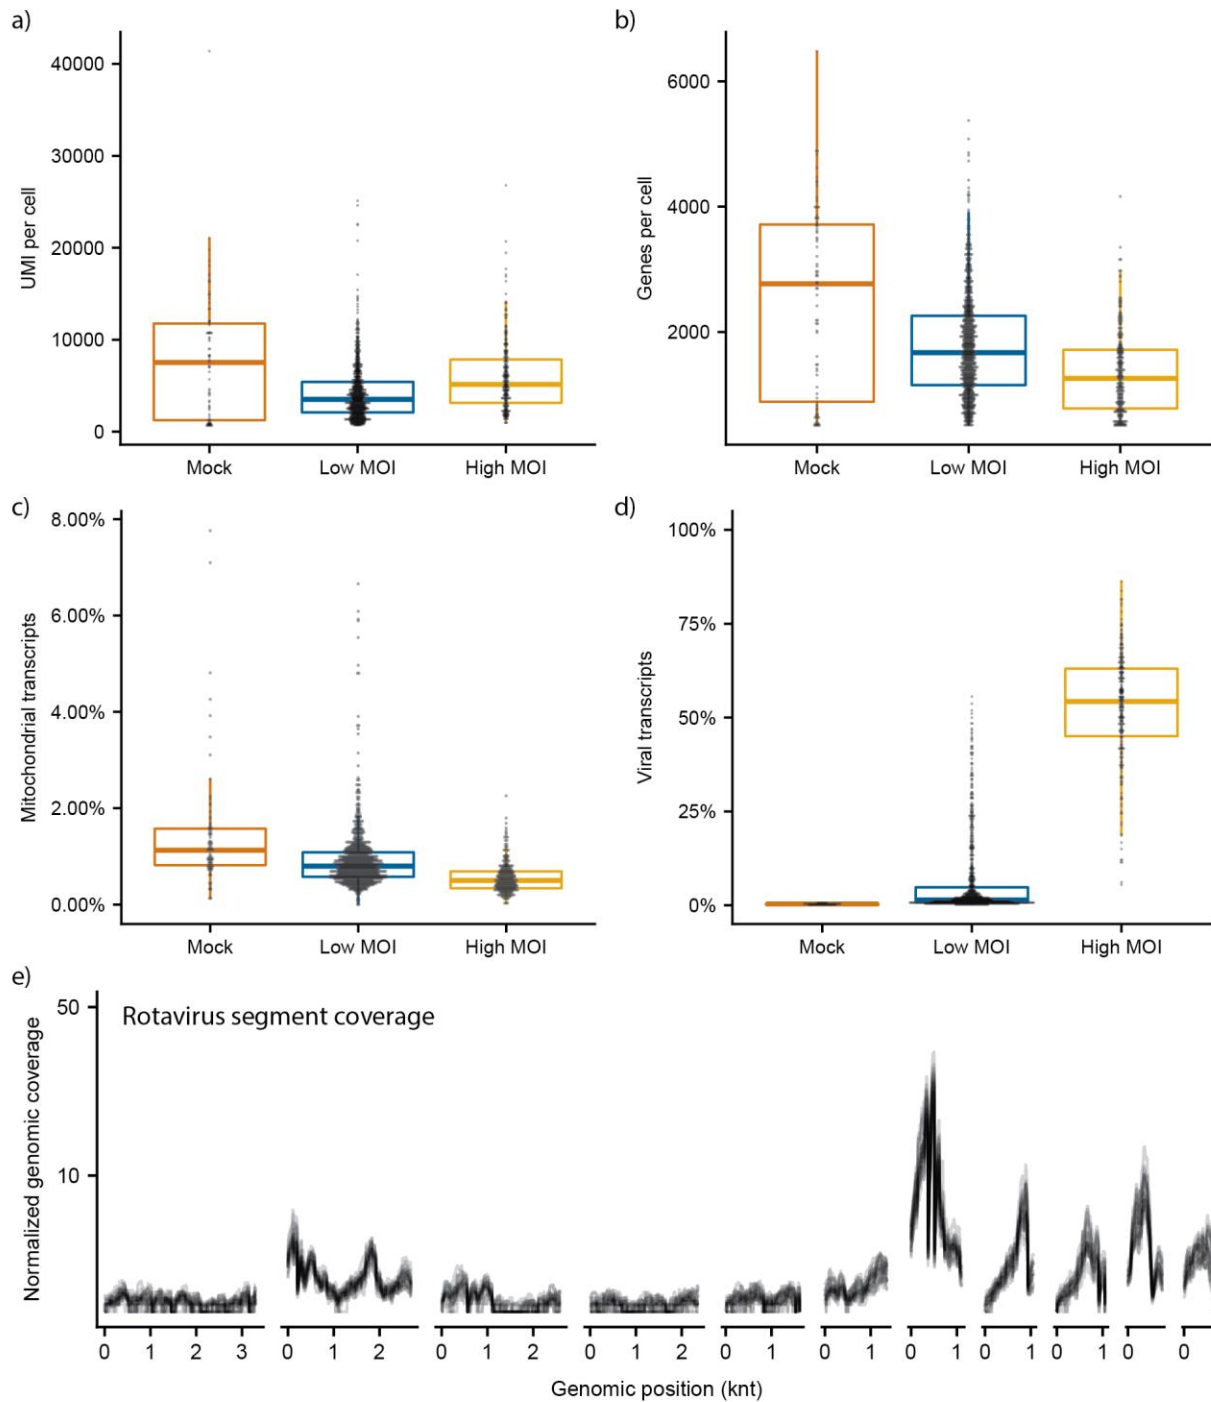 a)
UMI per cell
40000
30000
20000
10000
0
Mock Low MOI High MOI
b)
Genes per cell
6000
4000
2000
Mock Low MOI High MOI
c)
Mitochondrial transcripts
8.00%
6.00%
4.00%
2.00%
0.00%
Mock Low MOI High MOI
d)
Viral transcripts
100%
75%
50%
25%
0%
Mock Low MOI High MOI
e)
Rotavirus segment coverage
Normalized genomic coverage
50
10
0 1 2 3 0 1 2 0 1 2 0 1 2 0 1 0 1 0 1 0 1 0 1 0 0
Genomic position (knt)